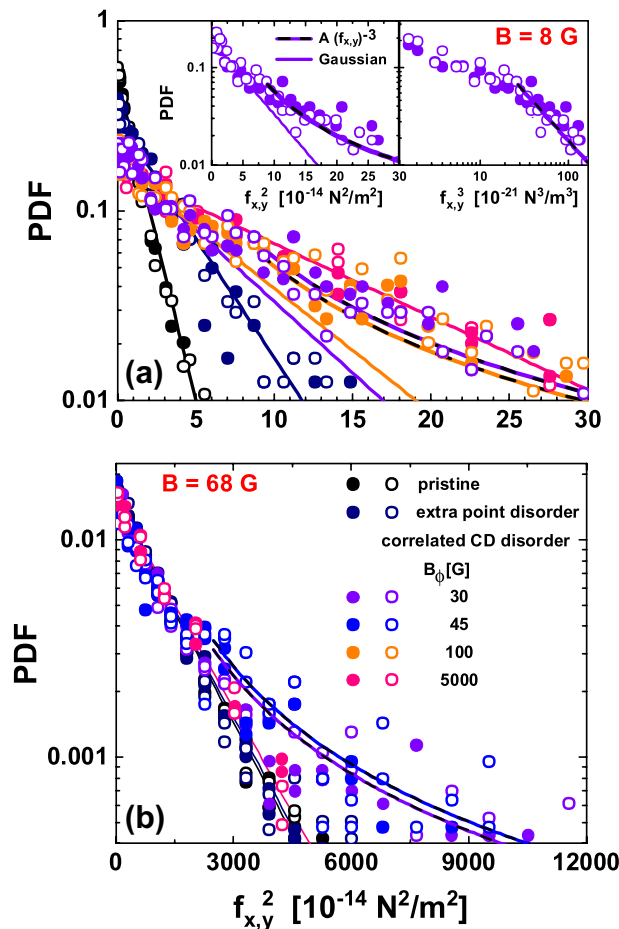 A (f_{x,y})^{-3}
Gaussian
B = 8 G
PDF
0.1
0.01
0 5 10 15 20 25 30
f_{x,y}^2 [10^{-14} N^2/m^2]
10 100
f_{x,y}^3 [10^{-21} N^3/m^3]
PDF
1
0.1
0.01
(a)
0 5 10 15 20 25 30
B = 68 G
pristine
extra point disorder
correlated CD disorder
B_ϕ[G]
30
45
100
5000
PDF
0.01
0.001
(b)
0 3000 6000 9000 12000
f_{x,y}^2 [10^{-14} N^2/m^2]